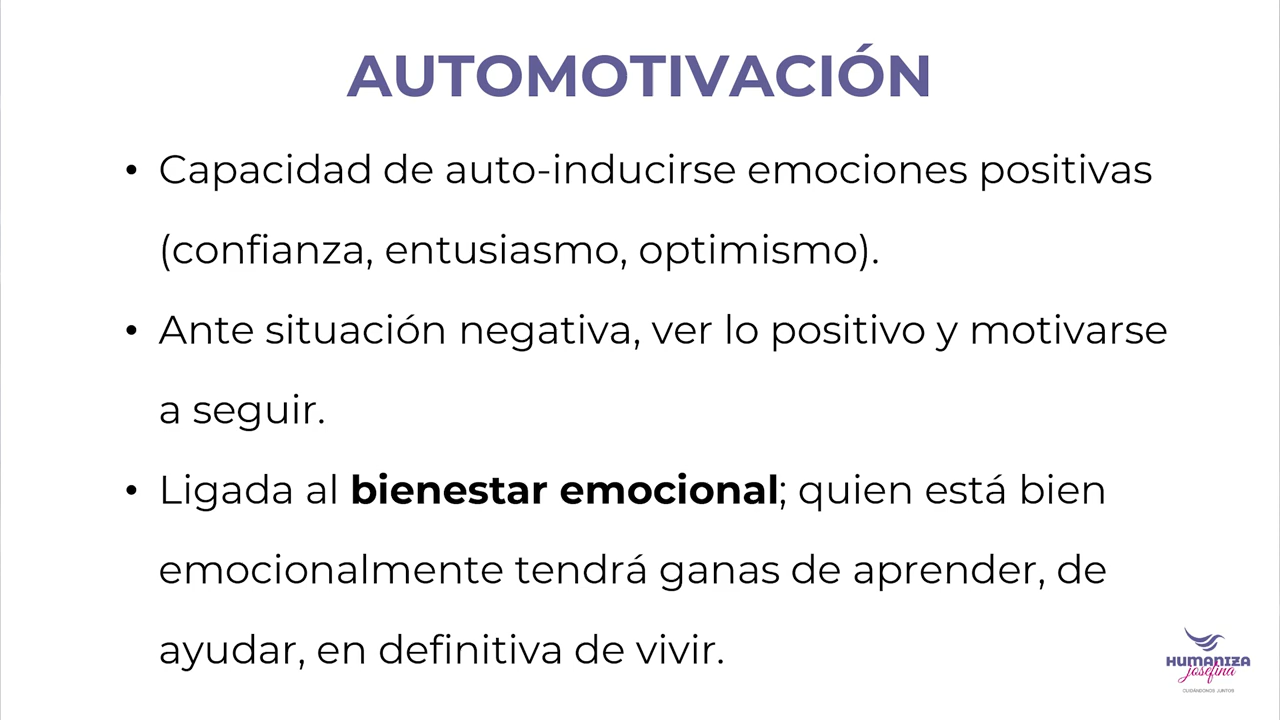 AUTOMOTIVACIÓN
• Capacidad de auto-inducirse emociones positivas
(confianza, entusiasmo, optimismo).
• Ante situación negativa, ver lo positivo y motivarse
a seguir.
• Ligada al bienestar emocional; quien está bien
emocionalmente tendrá ganas de aprender, de
ayudar, en definitiva de vivir.
HUMANIZA
josefina
CUIDÁNDONOS JUNTOS